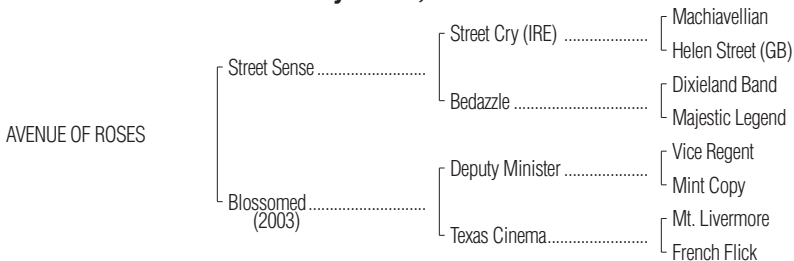 Machiavellian
Street Cry (IRE) ....................
Helen Street (GB)
Street Sense ..........................
Dixieland Band
Bedazzle .................................
Majestic Legend
AVENUE OF ROSES
Vice Regent
Deputy Minister ....................
Mint Copy
Blossomed ............................
(2003)
Mt. Livermore
Texas Cinema........................
French Flick